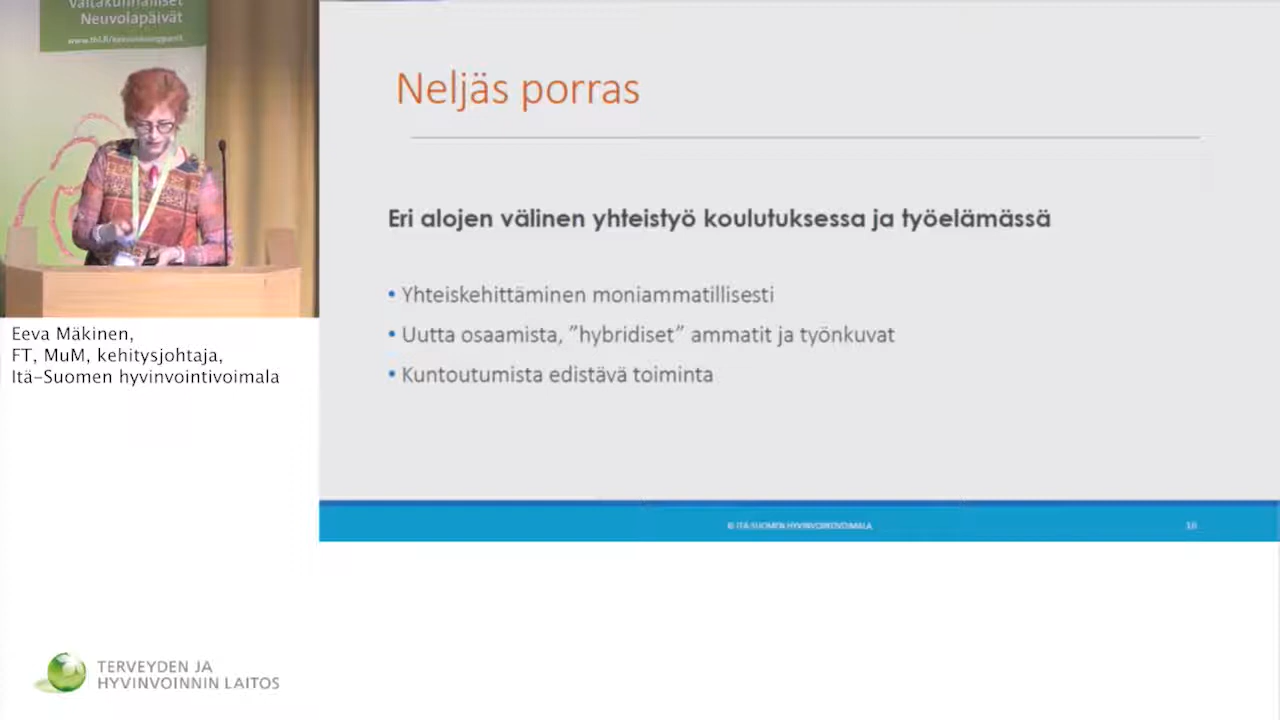 Valtakunnalliset
Neuvolapäivät
Neljäs porras
Eri alojen välinen yhteistyö koulutuksessa ja työelämässä
• Yhteiskehittäminen moniammatillisesti
• Uutta osaamista, ”hybridiset” ammatit ja työnkuvat
• Kuntoutumista edistävä toiminta
Eeva Mäkinen,
FT, MuM, kehitysjohtaja,
Itä-Suomen hyvinvointivoimala
© ITÄ-SUOMEN HYVINVOINTIVOIMALA
TERVEYDEN JA
HYVINVOINNIN LAITOS